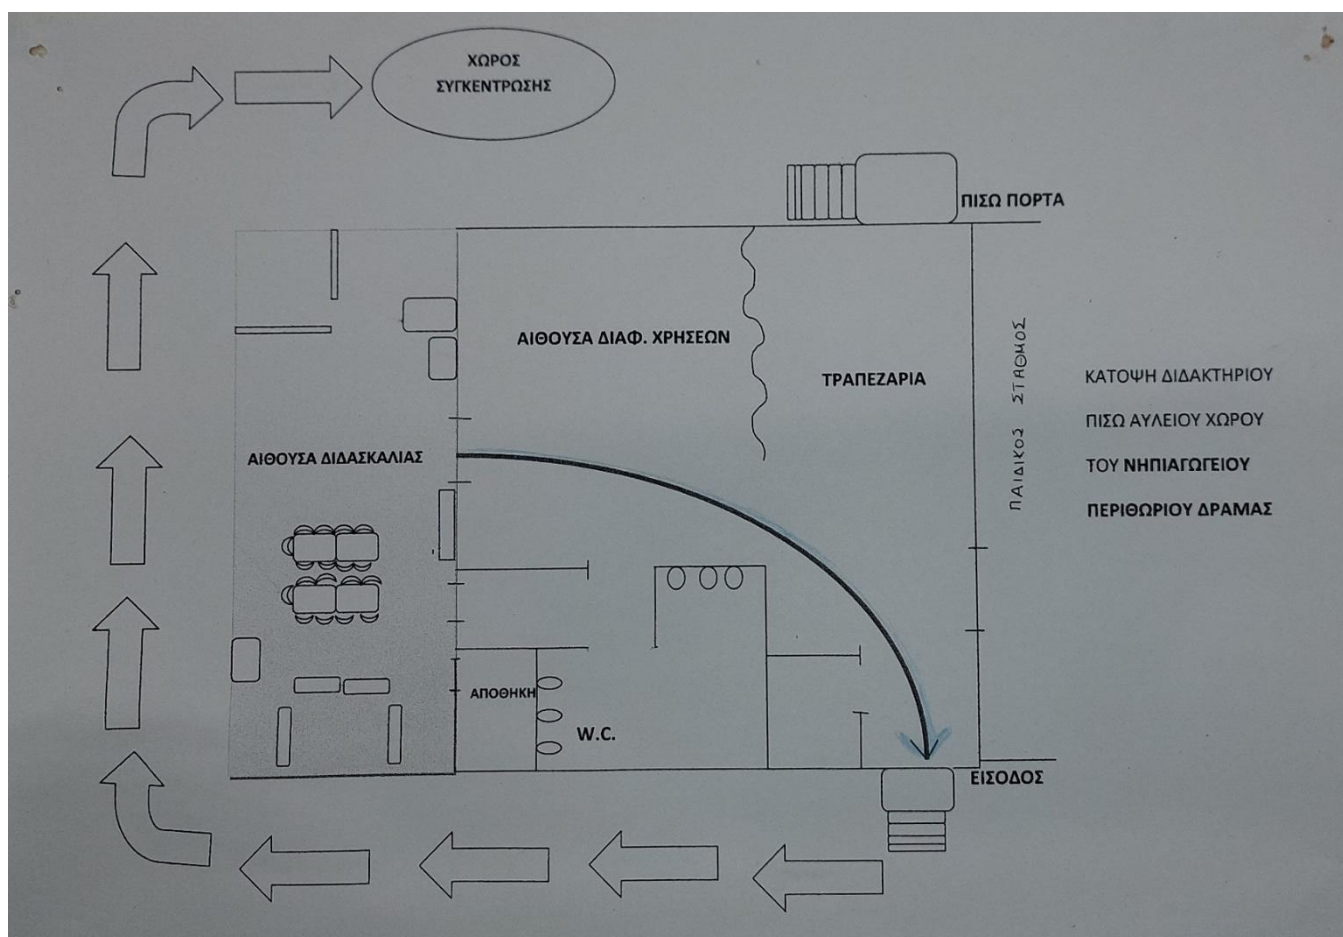 ΧΩΡΟΣ
ΣΥΓΚΕΝΤΡΩΣΗΣ
ΠΙΣΩ ΠΟΡΤΑ
ΑΙΘΟΥΣΑ ΔΙΑΦ. ΧΡΗΣΕΩΝ
ΤΡΑΠΕΖΑΡΙΑ
ΠΑΙΔΙΚΟΣ ΣΤΑΘΜΟΣ
ΚΑΤΟΨΗ ΔΙΔΑΚΤΗΡΙΟΥ
ΠΙΣΩ ΑΥΛΕΙΟΥ ΧΩΡΟΥ
ΤΟΥ ΝΗΠΙΑΓΩΓΕΙΟΥ
ΠΕΡΙΘΩΡΙΟΥ ΔΡΑΜΑΣ
ΑΙΘΟΥΣΑ ΔΙΔΑΣΚΑΛΙΑΣ
ΑΠΟΘΗΚΗ
W.C.
ΕΙΣΟΔΟΣ